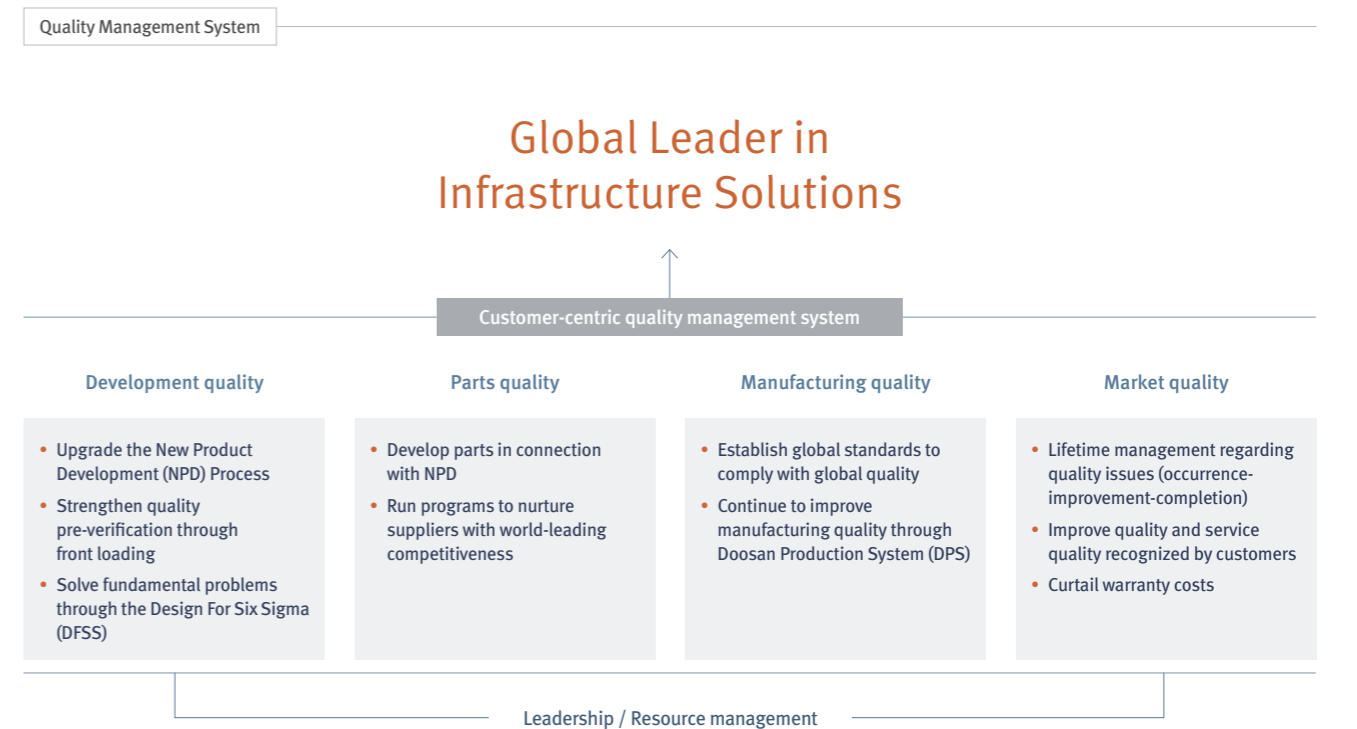 Quality Management System
Global Leader in
Infrastructure Solutions
Customer-centric quality management system
Development quality
• Upgrade the New Product
Development (NPD) Process
• Strengthen quality
pre-verification through
front loading
• Solve fundamental problems
through the Design For Six Sigma
(DFSS)
Parts quality
• Develop parts in connection
with NPD
• Run programs to nurture
suppliers with world-leading
competitiveness
Manufacturing quality
• Establish global standards to
comply with global quality
• Continue to improve
manufacturing quality through
Doosan Production System (DPS)
Market quality
• Lifetime management regarding
quality issues (occurrence-
improvement-completion)
• Improve quality and service
quality recognized by customers
• Curtail warranty costs
Leadership / Resource management